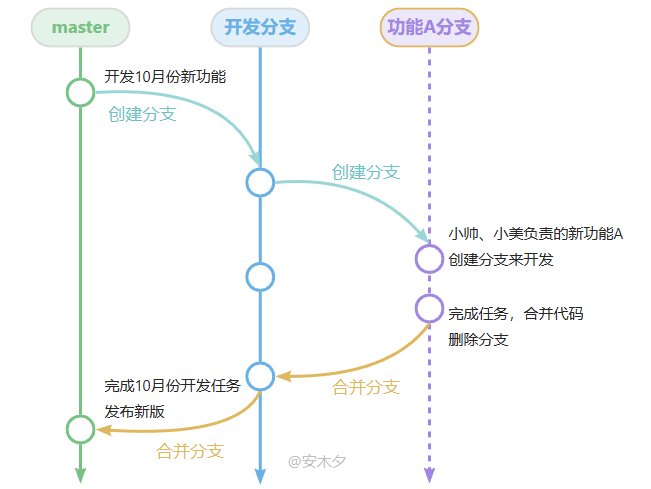 master
开发分支
功能A分支
开发10月份新功能
创建分支
创建分支
小帅、小美负责的新功能A
创建分支来开发
完成任务，合并代码
删除分支
合并分支
完成10月份开发任务
发布新版
合并分支
@安木夕